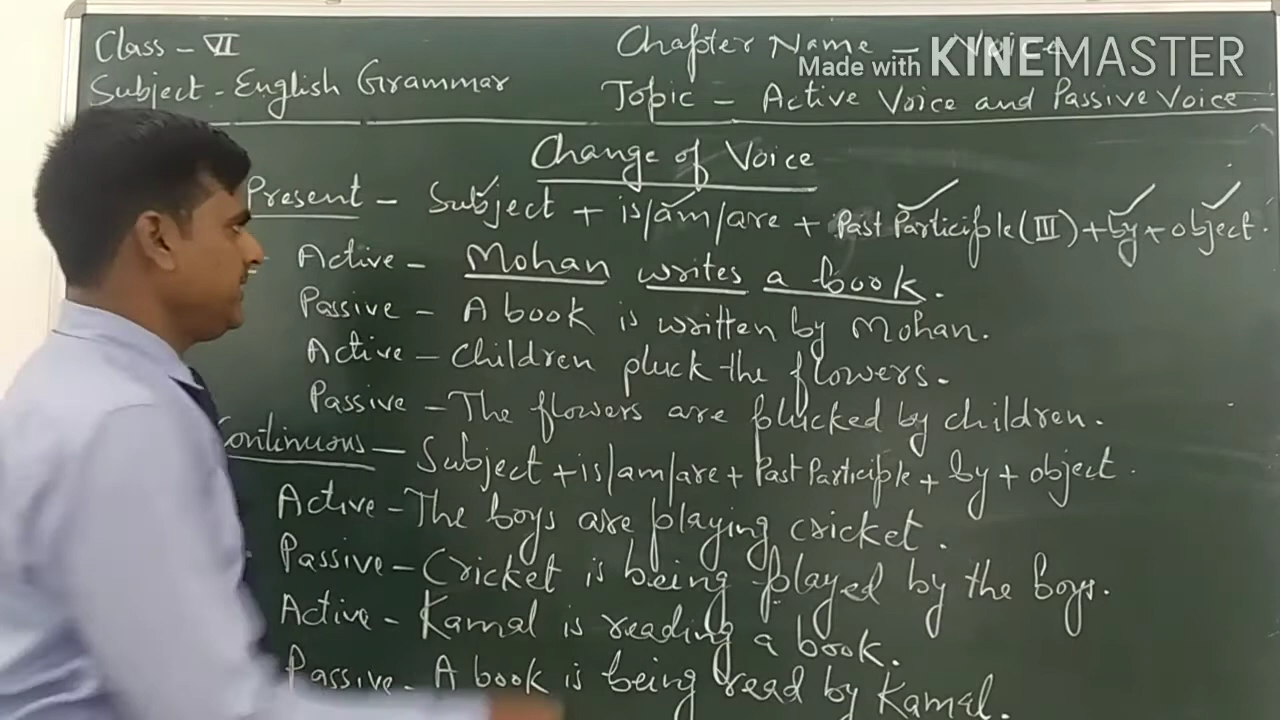 Class - VI
Subject - English Grammar
Chapter Name - Voice
Made with KINEMASTER
Topic - Active Voice and Passive Voice
Change of Voice
Present - Subject + is/am/are + Past Participle (III) + by + object.
Active - Mohan writes a book.
Passive - A book is written by Mohan.
Active - Children pluck the flowers.
Passive - The flowers are plucked by children.
Continuous - Subject + is/am/are + Past Participle + by + object.
Active - The boys are playing cricket.
Passive - Cricket is being played by the boys.
Active - Kamal is reading a book.
Passive - A book is being read by Kamal.